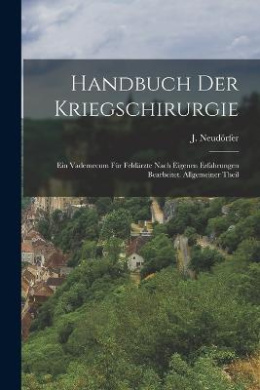 Handbuch Der
Kriegschirurgie
J. Neudörfer
Ein Vademecum Für Feldärzte Nach Eigenen Erfahrungen
Bearbeitet. Allgemeiner Theil